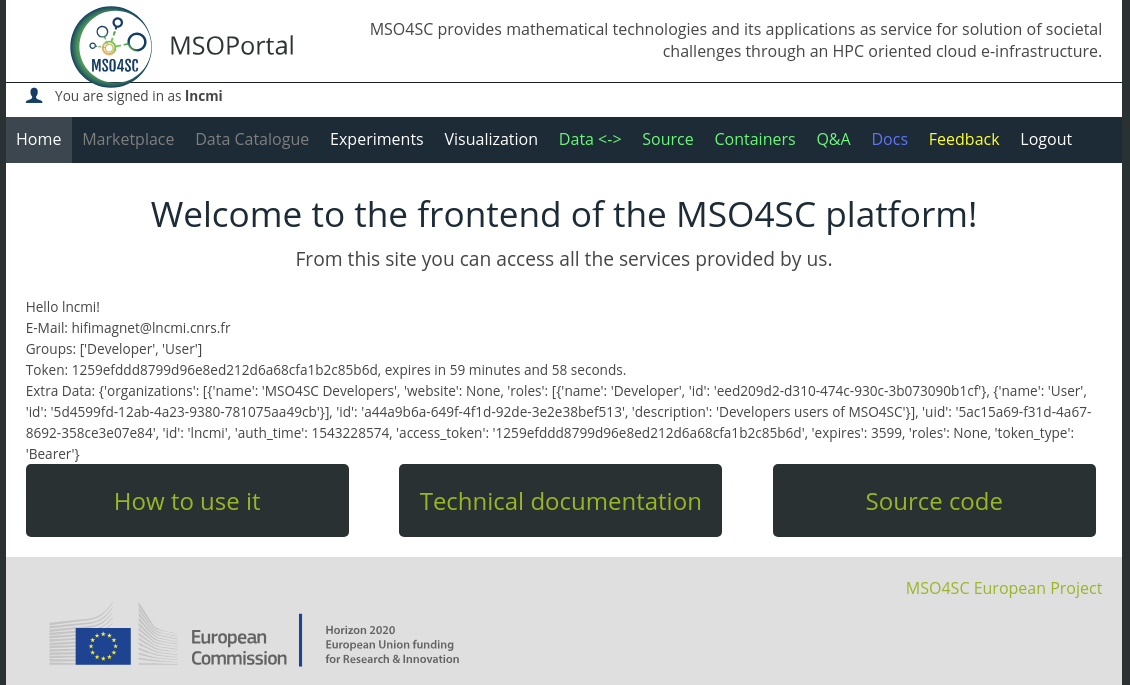 MSO4SC
MSOPortal
MSO4SC provides mathematical technologies and its applications as service for solution of societal
challenges through an HPC oriented cloud e-infrastructure.
You are signed in as lncmi
Home Marketplace Data Catalogue Experiments Visualization Data <-> Source Containers Q&A Docs Feedback Logout
Welcome to the frontend of the MSO4SC platform!
From this site you can access all the services provided by us.
Hello lncmi!
E-Mail: hifimagnet@lncmi.cnrs.fr
Groups: ['Developer', 'User']
Token: 1259efddd8799d96e8ed212d6a68cfa1b2c85b6d, expires in 59 minutes and 58 seconds.
Extra Data: {'organizations': [{'name': 'MSO4SC Developers', 'website': None, 'roles': [{'name': 'Developer', 'id': 'eed209d2-d310-474c-930c-3b073090b1cf'}, {'name': 'User',
'id': '5d4599fd-12ab-4a23-9380-781075aa49cb'}], 'id': 'a44a9b6a-649f-4f1d-92de-3e2e38bef513', 'description': 'Developers users of MSO4SC'}], 'uid': '5ac15a69-f31d-4a67-
8692-358ce3e07e84', 'id': 'lncmi', 'auth_time': 1543228574, 'access_token': '1259efddd8799d96e8ed212d6a68cfa1b2c85b6d', 'expires': 3599, 'roles': None, 'token_type':
'Bearer'}
How to use it
Technical documentation
Source code
MSO4SC European Project
European
Commission
Horizon 2020
European Union funding
for Research & Innovation